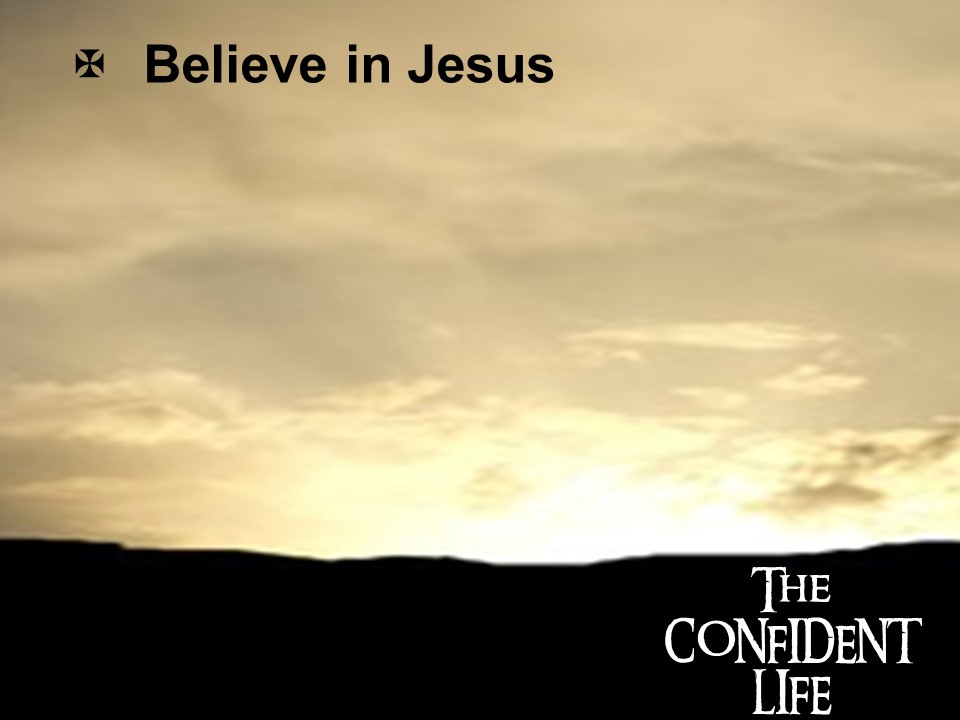 ✠ Believe in Jesus
THE
CONFIDENT
LIFE